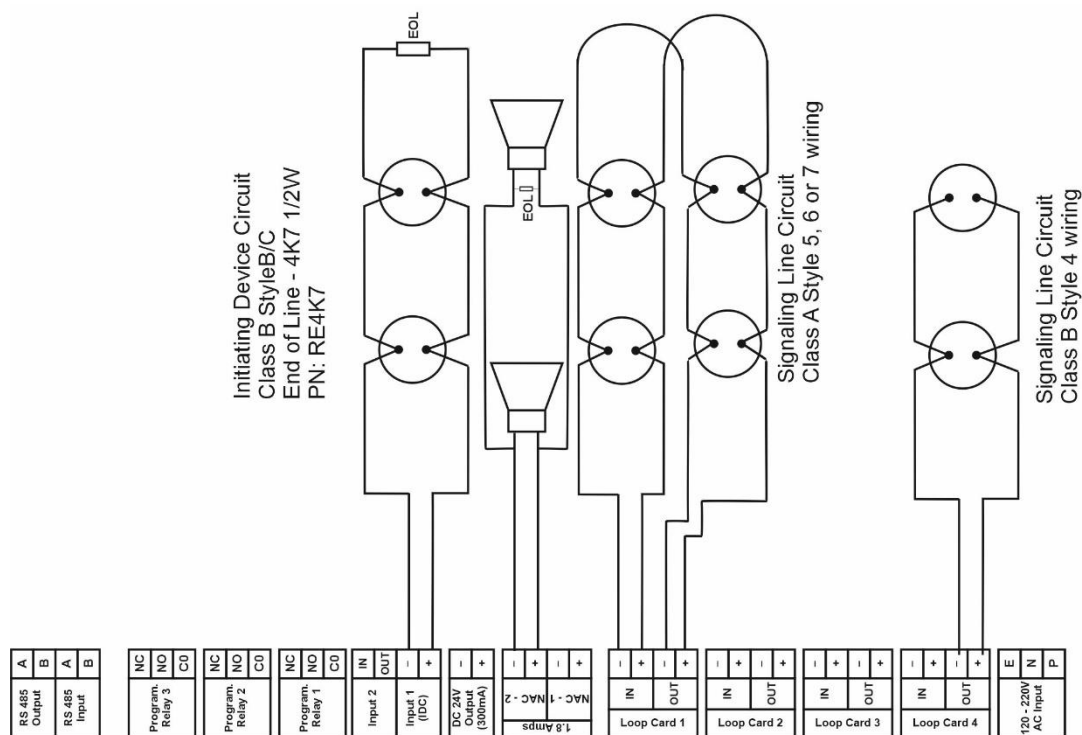 EOL
Initiating Device Circuit
Class B StyleB/C
End of Line - 4K7 1/2W
PN: RE4K7
EOL
Signaling Line Circuit
Class A Style 5, 6 or 7 wiring
Signaling Line Circuit
Class B Style 4 wiring
A
B
RS 485
Output
A
B
RS 485
Input
NC
NO
C0
Program.
Relay 3
NC
NO
C0
Program.
Relay 2
NC
NO
C0
Program.
Relay 1
IN
OUT
Input 2
-
+
Input 1
(IDC)
-
+
DC 24V
Output
(300mA)
-
+
NAC - 2
-
+
NAC - 1
1.8 Amps
-
+
IN
-
+
OUT
Loop Card 1
-
+
IN
-
+
OUT
Loop Card 2
-
+
IN
-
+
OUT
Loop Card 3
-
+
IN
-
+
OUT
Loop Card 4
E
N
P
120 - 220V
AC Input